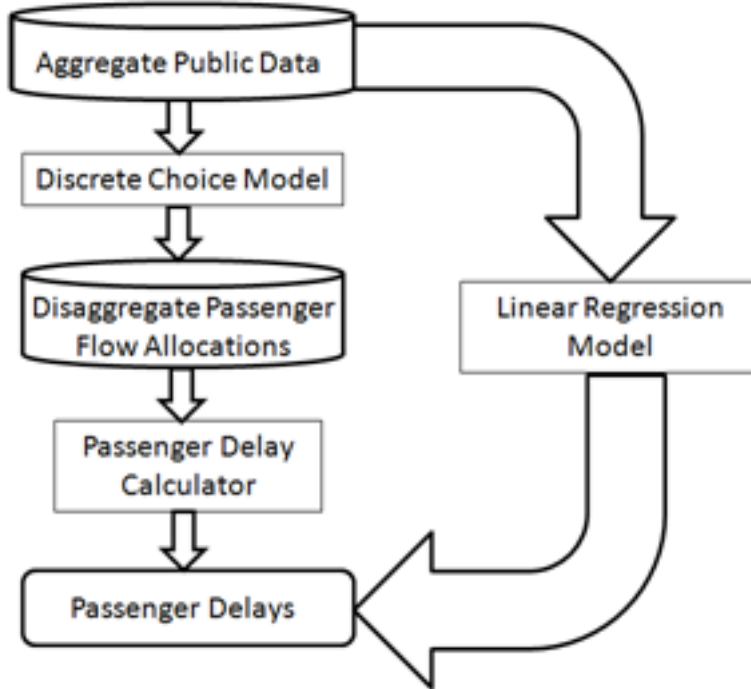 Aggregate Public Data
Discrete Choice Model
Disaggregate Passenger
Flow Allocations
Linear Regression
Model
Passenger Delay
Calculator
Passenger Delays